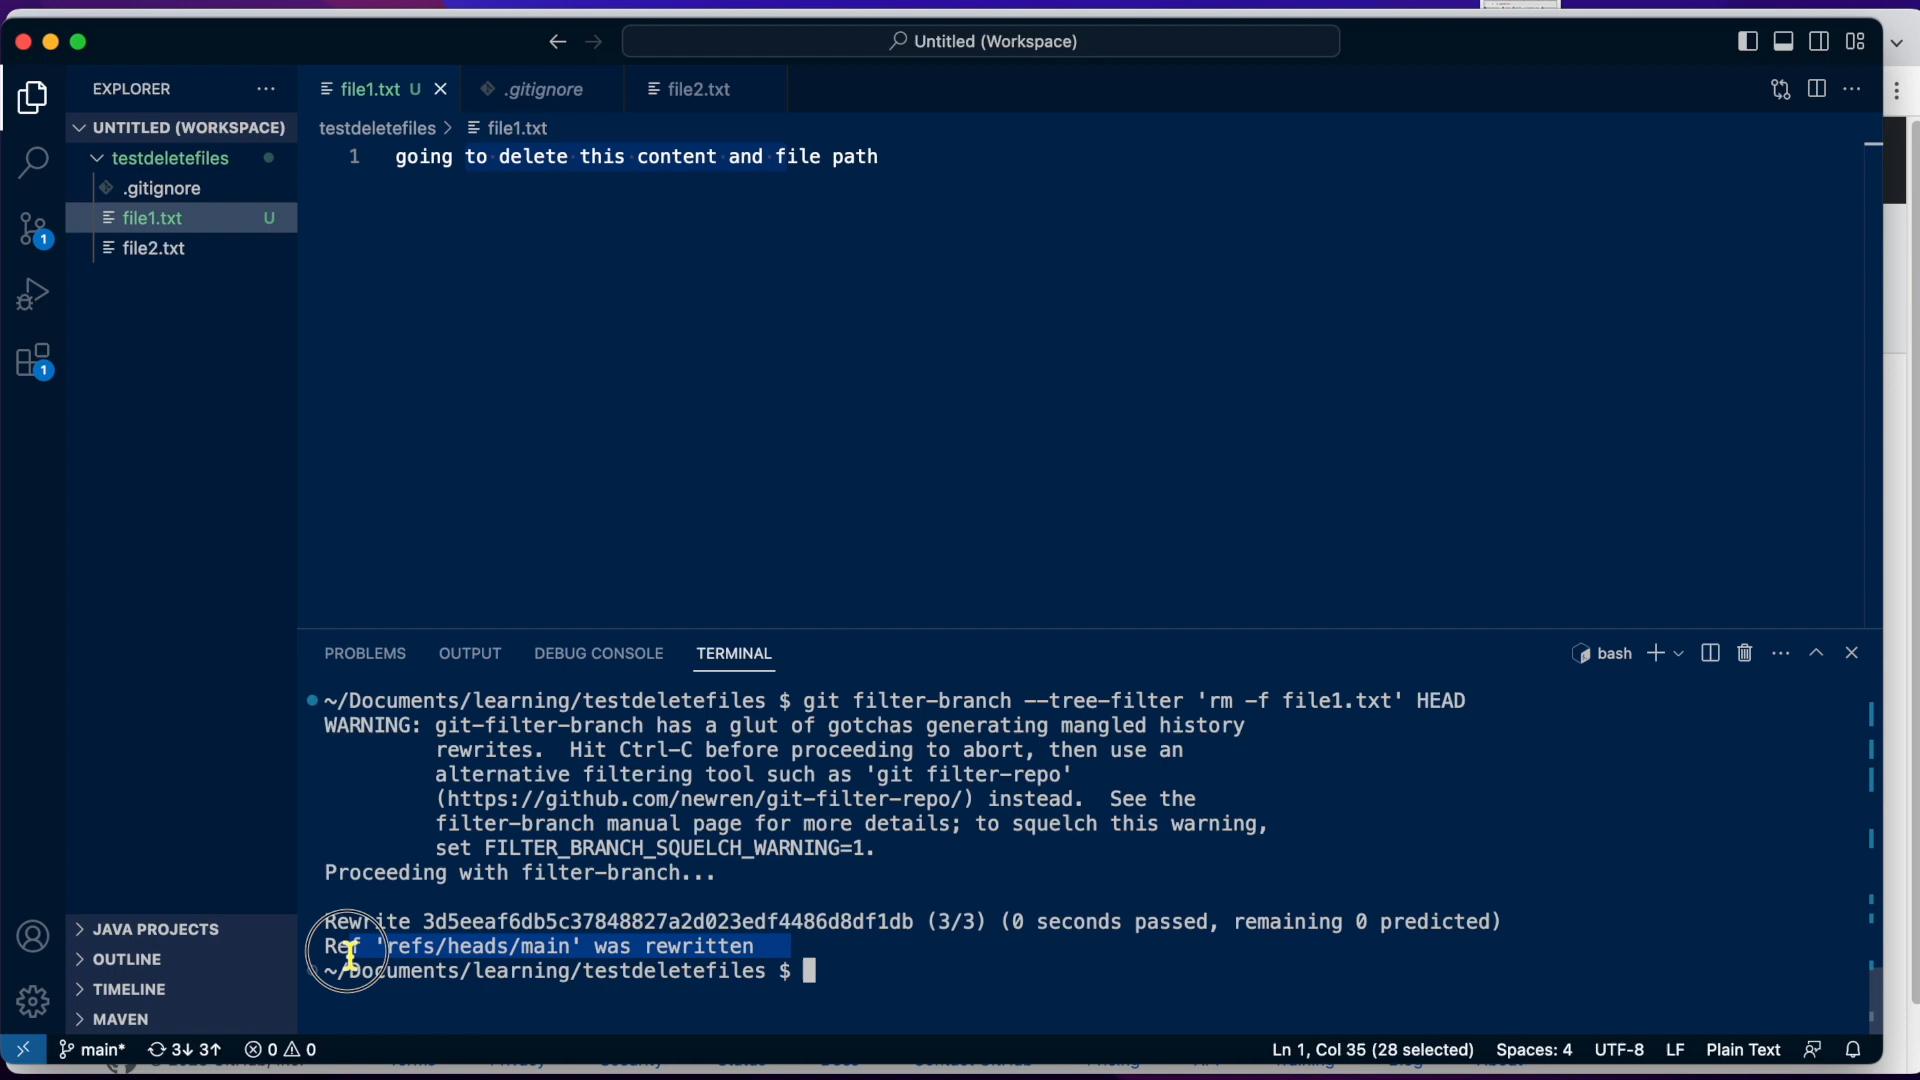 Untitled (Workspace)
EXPLORER
file1.txt U
.gitignore
file2.txt
UNTITLED (WORKSPACE)
testdeletefiles
.gitignore
file1.txt U
file2.txt
testdeletefiles > file1.txt
1 going to delete this content and file path
1
1
PROBLEMS OUTPUT DEBUG CONSOLE TERMINAL
bash
~/Documents/learning/testdeletefiles $ git filter-branch --tree-filter 'rm -f file1.txt' HEAD
WARNING: git-filter-branch has a glut of gotchas generating mangled history
rewrites. Hit Ctrl-C before proceeding to abort, then use an
alternative filtering tool such as 'git filter-repo'
(https://github.com/newren/git-filter-repo/) instead. See the
filter-branch manual page for more details; to squelch this warning,
set FILTER_BRANCH_SQUELCH_WARNING=1.
Proceeding with filter-branch...
Rewrite 3d5eeaf6db5c37848827a2d023edf4486d8df1db (3/3) (0 seconds passed, remaining 0 predicted)
Ref 'refs/heads/main' was rewritten
~/Documents/learning/testdeletefiles $
JAVA PROJECTS
OUTLINE
TIMELINE
MAVEN
main* 3↓ 3↑ 0 0
Ln 1, Col 35 (28 selected) Spaces: 4 UTF-8 LF Plain Text